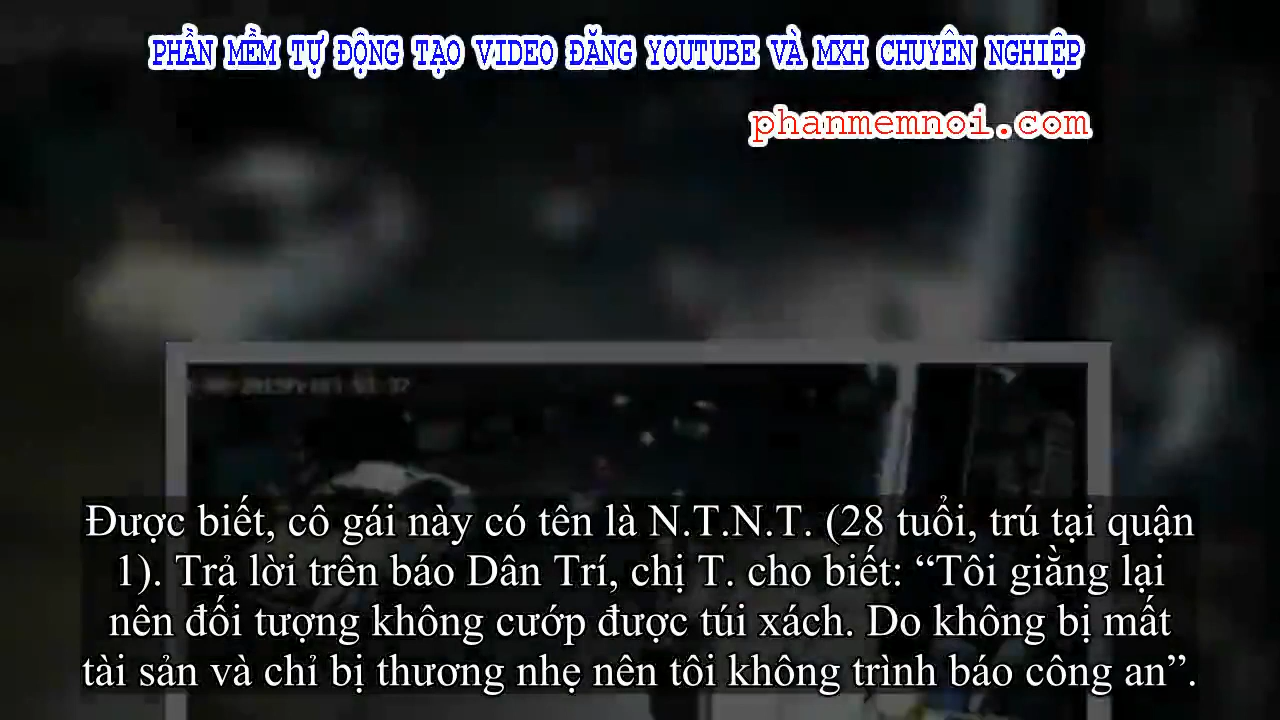 PHẦN MỀM TỰ ĐỘNG TẠO VIDEO ĐĂNG YOUTUBE VÀ MXH CHUYÊN NGHIỆP
phanmemnoi.com
Được biết, cô gái này có tên là N.T.N.T. (28 tuổi, trú tại quận
1). Trả lời trên báo Dân Trí, chị T. cho biết: “Tôi giằng lại
nên đối tượng không cướp được túi xách. Do không bị mất
tài sản và chỉ bị thương nhẹ nên tôi không trình báo công an”.